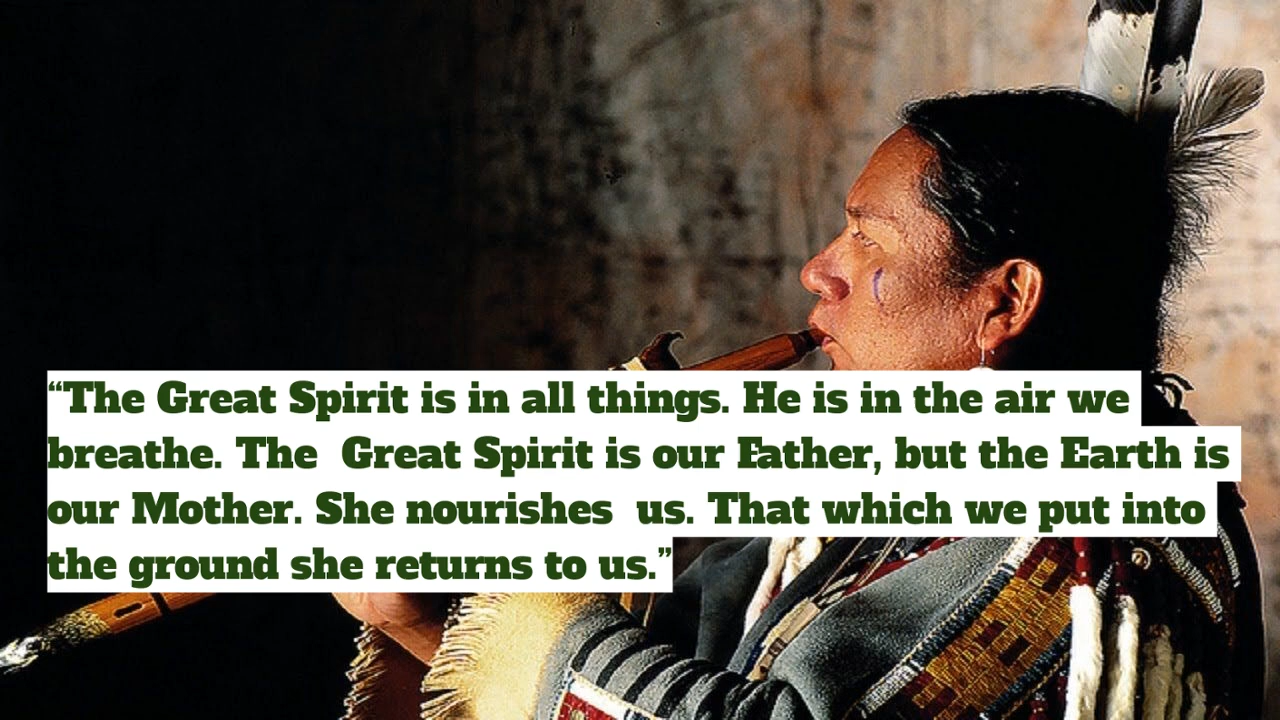 “The Great Spirit is in all things. He is in the air we
breathe. The  Great Spirit is our Father, but the Earth is
our Mother. She nourishes  us. That which we put into
the ground she returns to us.”